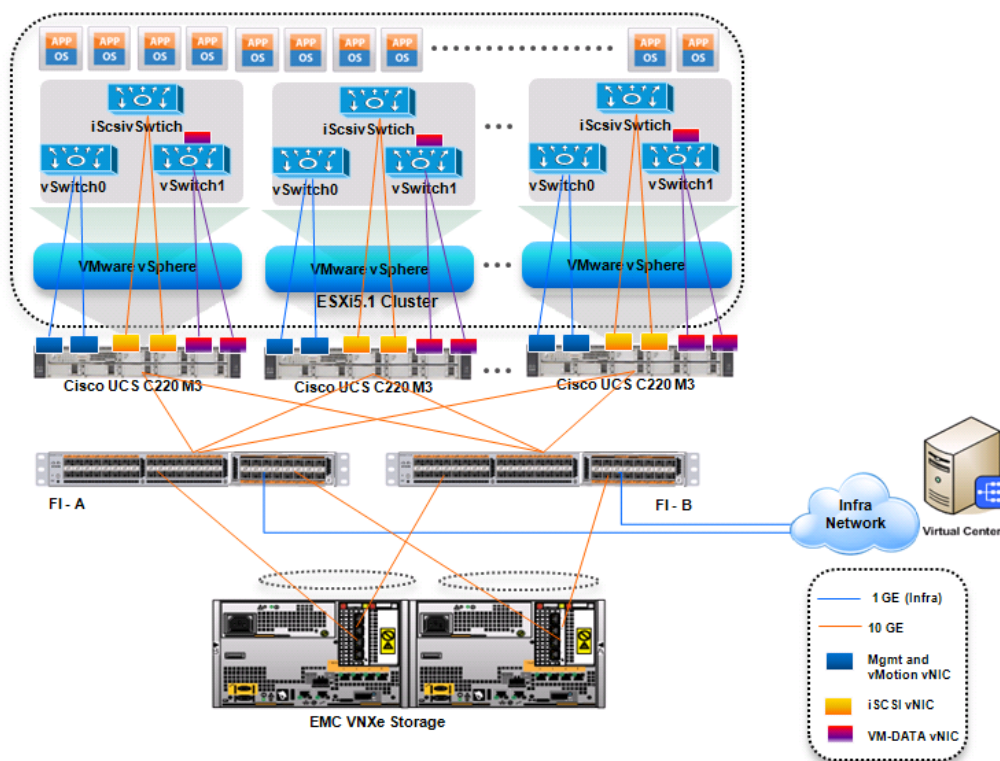 APP APP APP APP APP APP APP APP APP APP
OS OS OS OS OS OS OS OS OS OS
iScsivSwtich iScsivSwtich iScsivSwtich
vSwitch0 vSwitch1 vSwitch0 vSwitch1 vSwitch0 vSwitch1
VMware vSphere VMware vSphere VMware vSphere
ESXi5.1 Cluster
Cisco UCS C220 M3 Cisco UCS C220 M3 Cisco UCS C220 M3
FI - A FI - B
Infra
Network
Virtual Center
1 GE (Infra)
10 GE
Mgmt and
vMotion vNIC
iSCSI vNIC
VM-DATA vNIC
EMC VNXe Storage